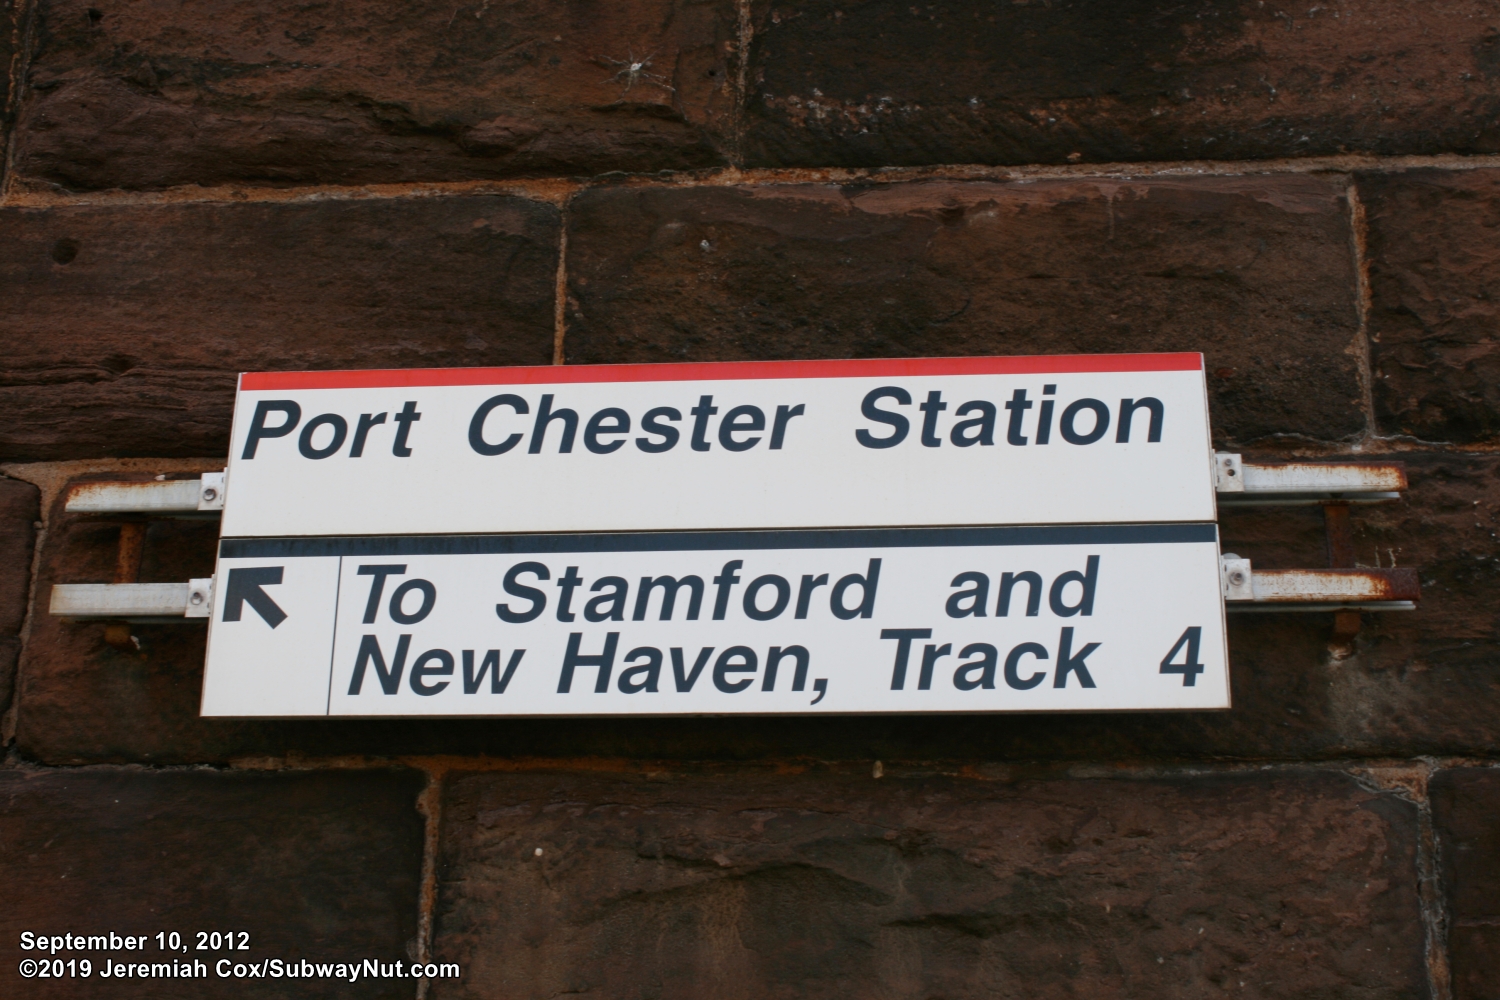 Port Chester Station
To Stamford and
New Haven, Track 4
September 10, 2012
©2019 Jeremiah Cox/SubwayNut.com